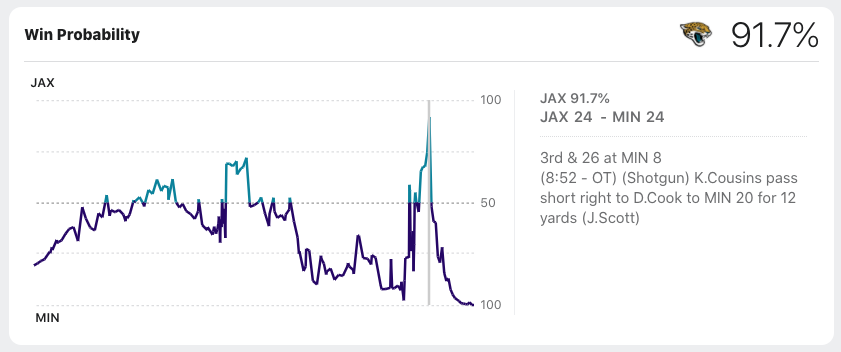 Win Probability
91.7%
JAX
100
50
100
MIN
JAX 91.7%
JAX 24 - MIN 24
3rd & 26 at MIN 8
(8:52 - OT) (Shotgun) K.Cousins pass
short right to D.Cook to MIN 20 for 12
yards (J.Scott)